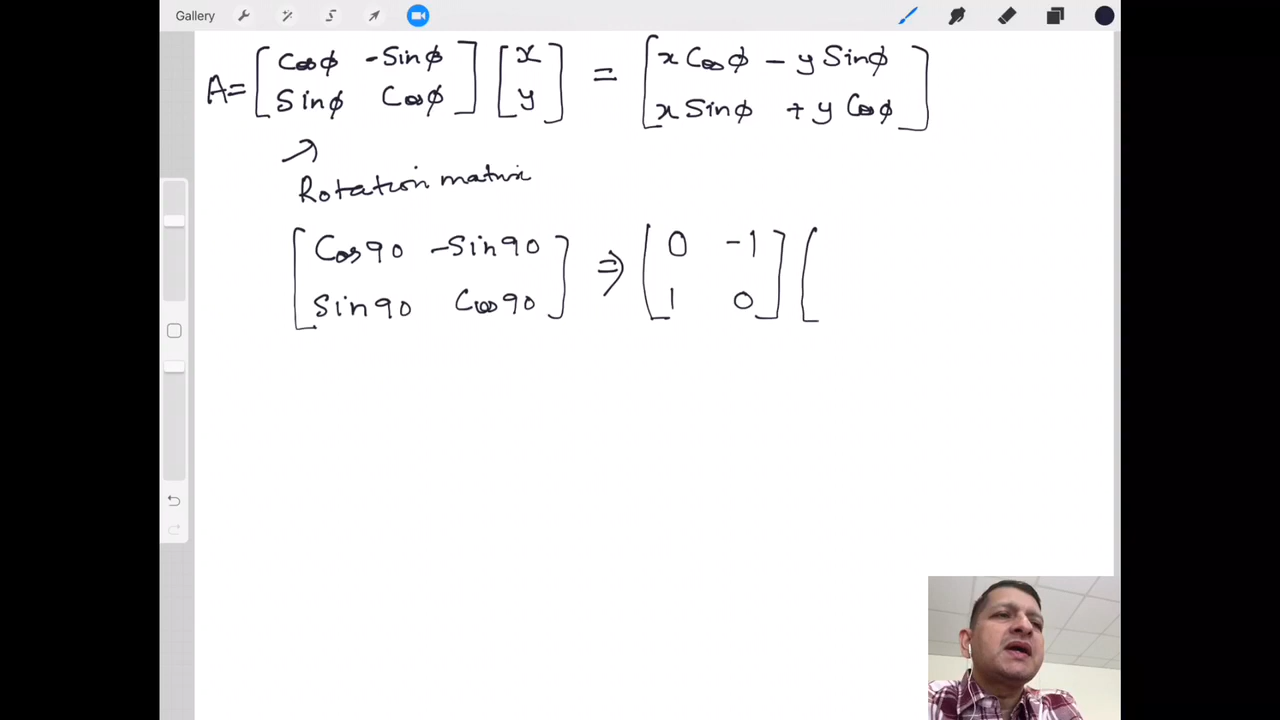 Gallery
A = [ Cosφ -Sinφ ] [ x ] = [ x Cosφ - y Sinφ ]
[ Sinφ Cosφ ] [ y ] [ x Sinφ + y Cosφ ]
Rotation matrix
[ Cos90 -Sin90 ] ⇒ [ 0 -1 ] [
[ Sin90 Cos90 ] [ 1 0 ] [